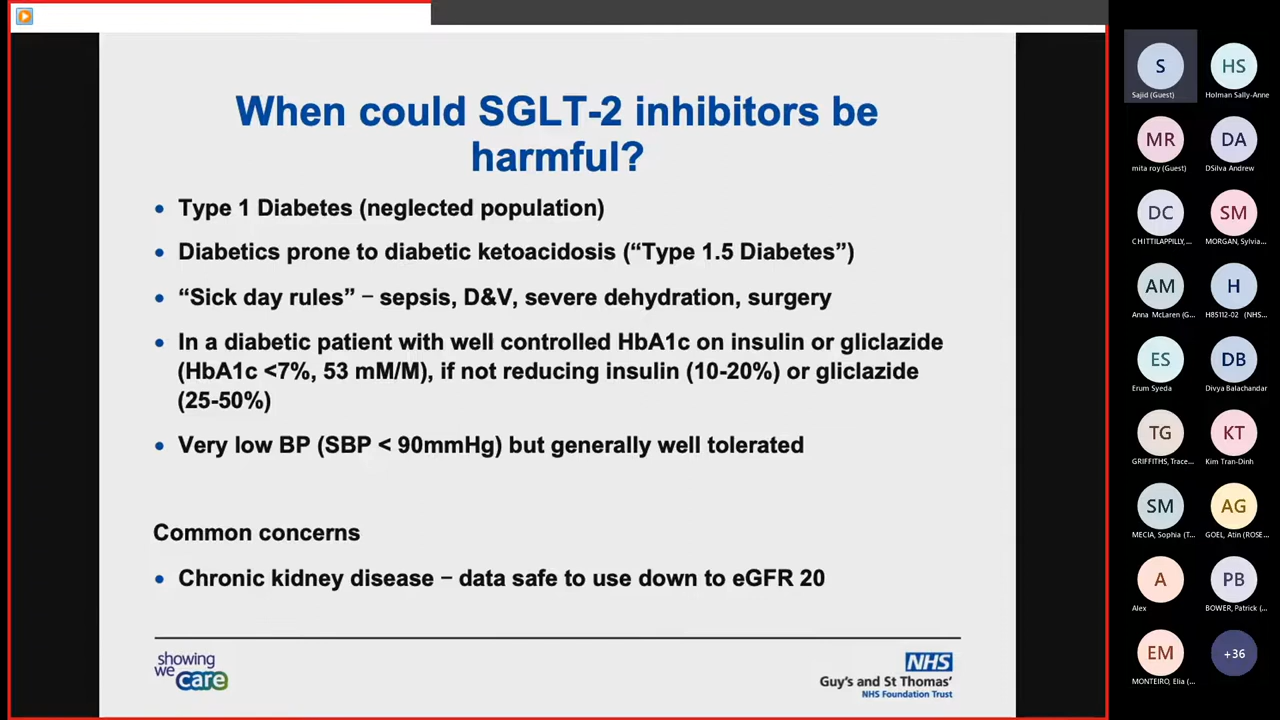 When could SGLT-2 inhibitors be
harmful?
• Type 1 Diabetes (neglected population)
• Diabetics prone to diabetic ketoacidosis (“Type 1.5 Diabetes”)
• “Sick day rules” – sepsis, D&V, severe dehydration, surgery
• In a diabetic patient with well controlled HbA1c on insulin or gliclazide
(HbA1c <7%, 53 mM/M), if not reducing insulin (10-20%) or gliclazide
(25-50%)
• Very low BP (SBP < 90mmHg) but generally well tolerated
Common concerns
• Chronic kidney disease – data safe to use down to eGFR 20
showing
we
care
NHS
Guy's and St Thomas'
NHS Foundation Trust
S
Sajid (Guest)
HS
Holman Sally-Anne
MR
mita roy (Guest)
DA
DSilva Andrew
DC
CHITTILAPPILLY,...
SM
MORGAN, Sylvia...
AM
Anna McLaren (G...
H
H85112-02 (NHS...
ES
Erum Syeda
DB
Divya Balachandar
TG
GRIFFITHS, Trace...
KT
Kim Tran-Dinh
SM
MECIA, Sophia (T...
AG
GOEL, Atin (ROSE...
A
Alex
PB
BOWER, Patrick (...
EM
MONTEIRO, Elia (...
+36